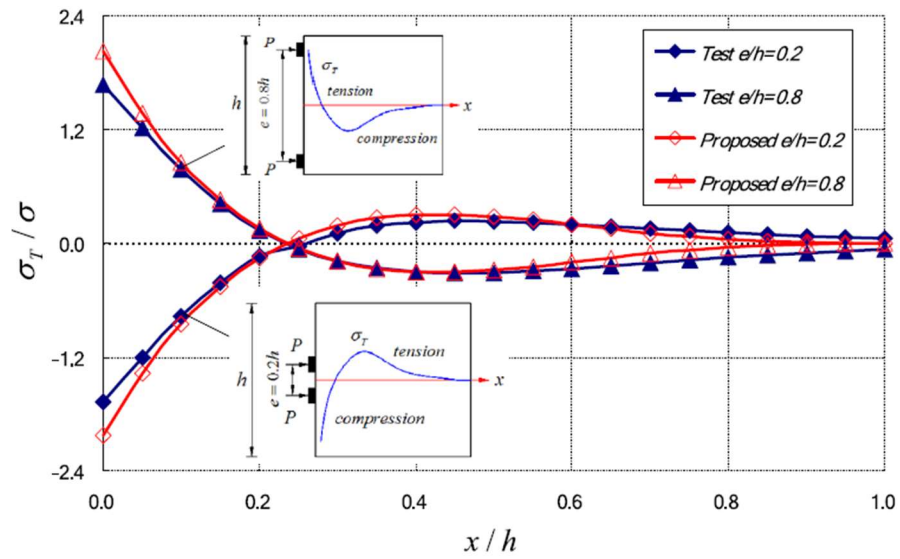 2.4
1.2
0.0
−1.2
−2.4
σT / σ
0.0
0.2
0.4
0.6
0.8
1.0
x / h
Test e/h=0.2
Test e/h=0.8
Proposed e/h=0.2
Proposed e/h=0.8
P
σT
tension
h
e = 0.8h
x
compression
P
σT
P
tension
h
e = 0.2h
x
P
compression